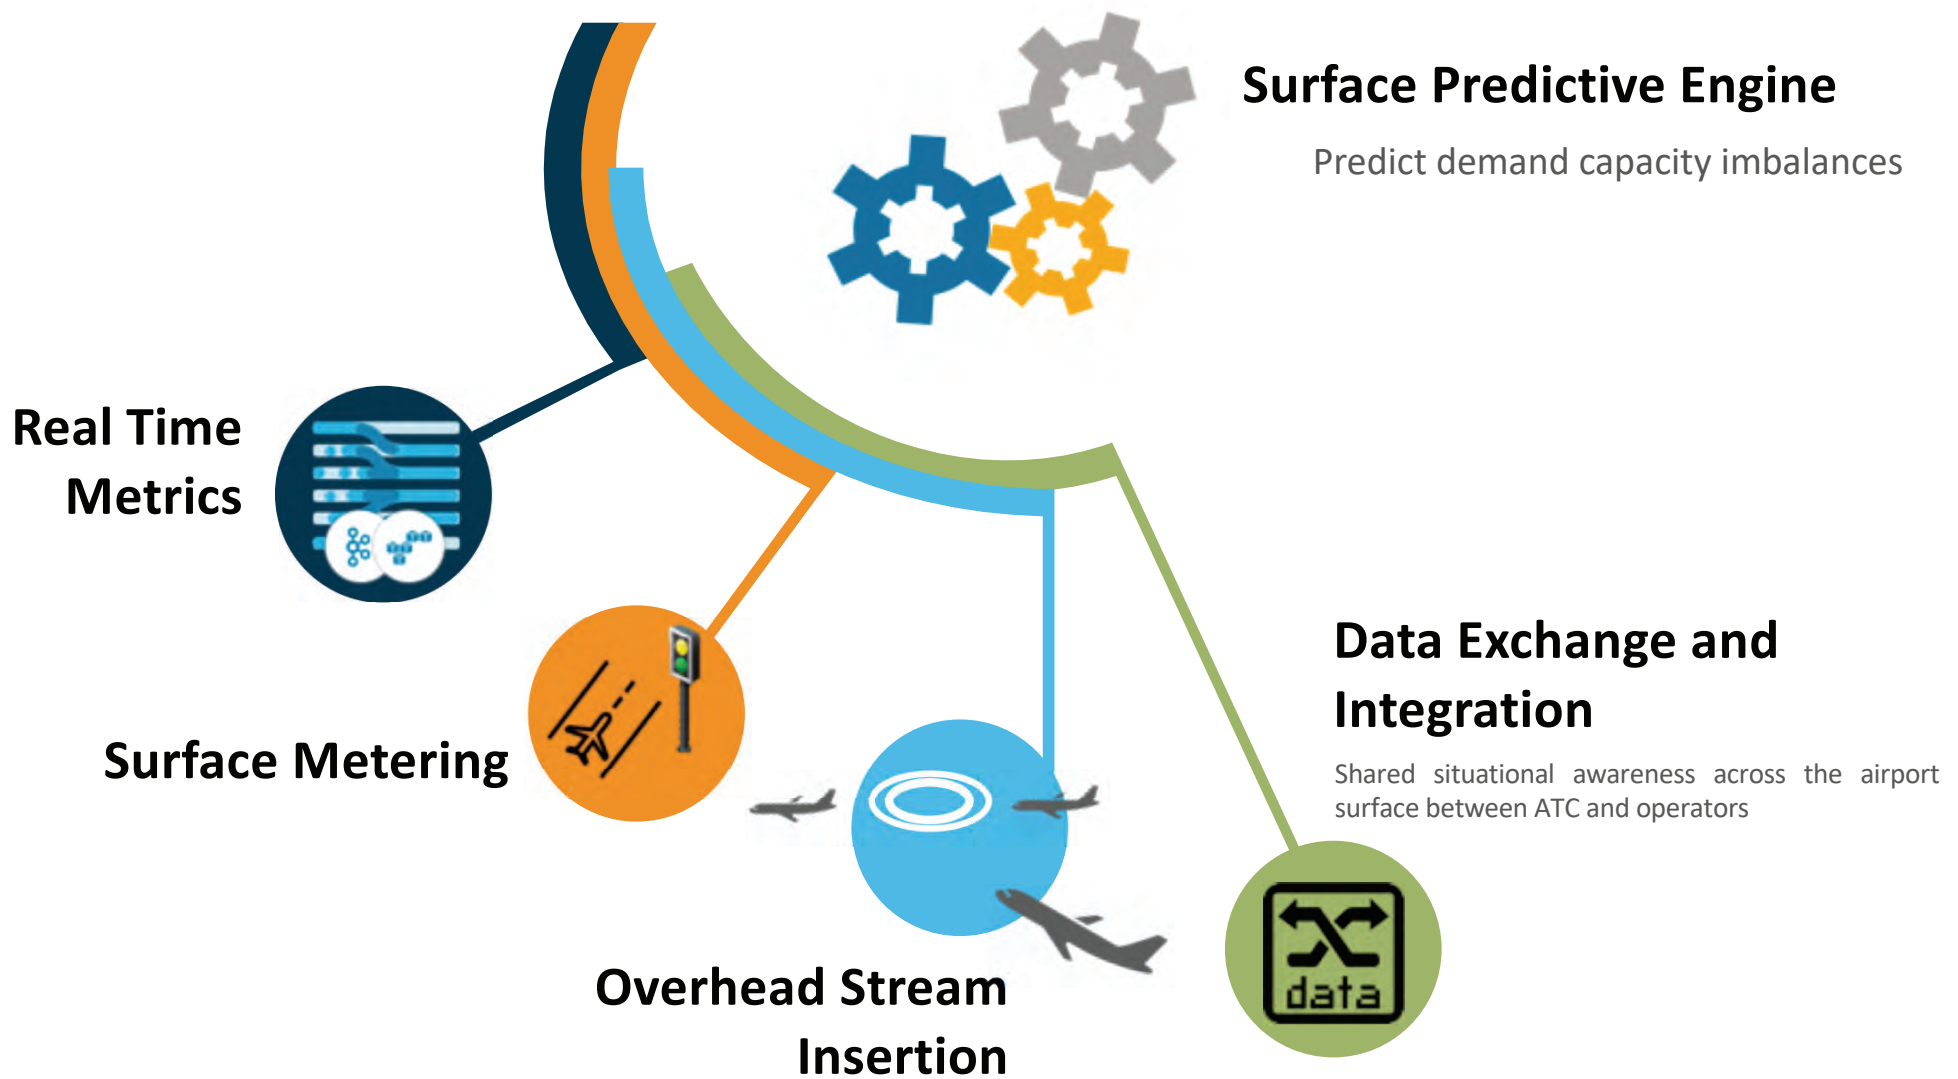 Surface Predictive Engine
Predict demand capacity imbalances
Real Time
Metrics
Surface Metering
Overhead Stream
Insertion
Data Exchange and
Integration
Shared situational awareness across the airport
surface between ATC and operators
data